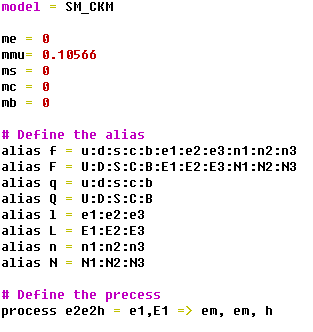 model = SM_CKM
me = 0
mmu= 0.10566
ms = 0
mc = 0
mb = 0
# Define the alias
alias f = u:d:s:c:b:e1:e2:e3:n1:n2:n3
alias F = U:D:S:C:B:E1:E2:E3:N1:N2:N3
alias q = u:d:s:c:b
alias Q = U:D:S:C:B
alias l = e1:e2:e3
alias L = E1:E2:E3
alias n = n1:n2:n3
alias N = N1:N2:N3
# Define the precess
process e2e2h = e1,E1 => em, em, h